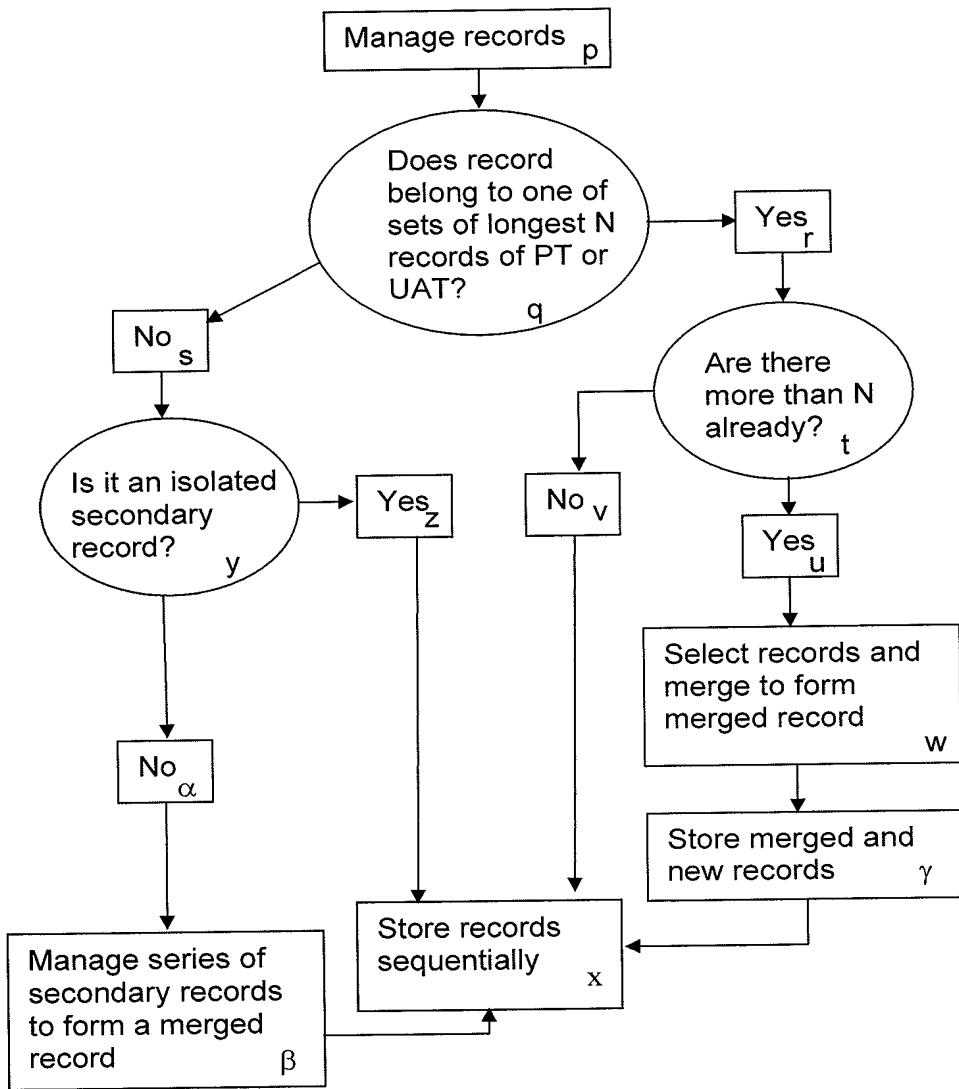 Manage records p
Does record
belong to one of
sets of longest N
records of PT or
UAT?
q
Yes r
No s
Are there
more than N
already? t
Is it an isolated
secondary
record?
y
Yes z
No v
Yes u
Select records and
merge to form
merged record
w
No α
Store merged and
new records γ
Store records
sequentially
x
Manage series of
secondary records
to form a merged
record β